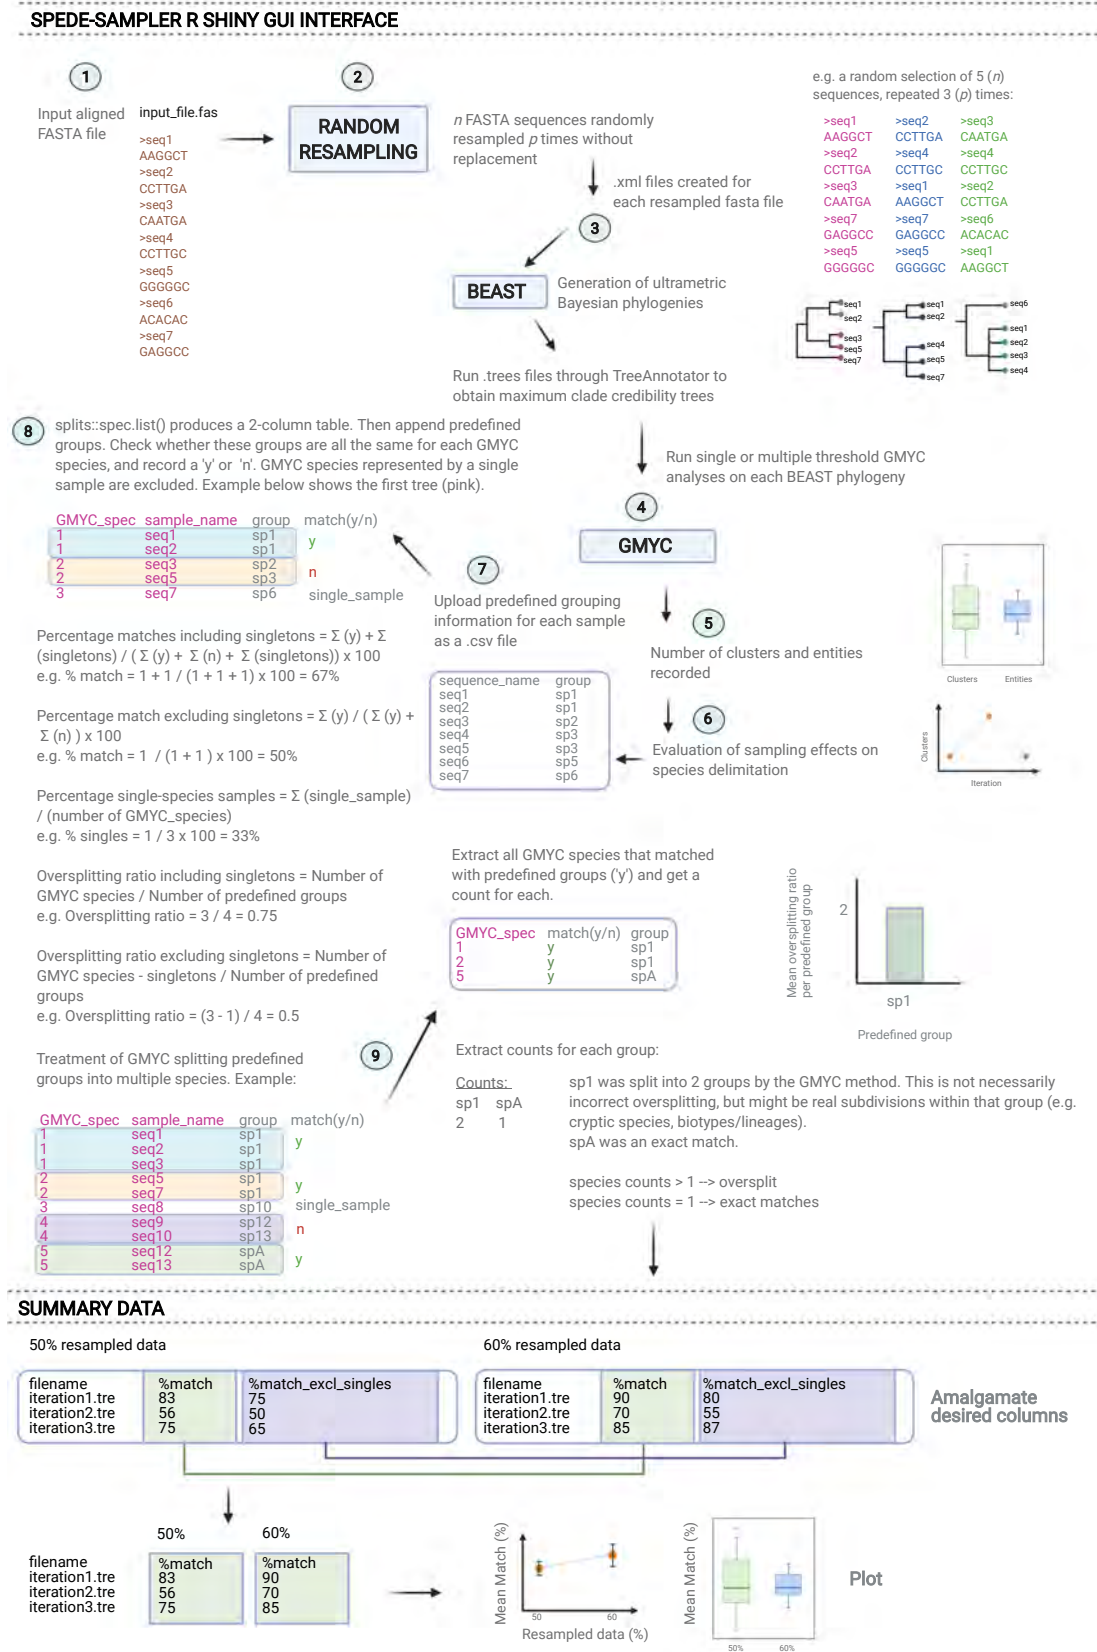 SPEDE-SAMPLER R SHINY GUI INTERFACE
1
Input aligned
FASTA file
input_file.fas
>seq1
AAGGCT
>seq2
CCTTGA
>seq3
CAATGA
>seq4
CCTTGC
>seq5
GGGGGC
>seq6
ACACAC
>seq7
GAGGCC
2
RANDOM
RESAMPLING
n FASTA sequences randomly
resampled p times without
replacement
.xml files created for
each resampled fasta file
e.g. a random selection of 5 (n)
sequences, repeated 3 (p) times:
>seq1 >seq2 >seq3
AAGGCT CCTTGA CAATGA
>seq2 >seq4 >seq4
CCTTGA CCTTGC CCTTGC
>seq3 >seq1 >seq2
CAATGA AAGGCT CCTTGA
>seq7 >seq7 >seq6
GAGGCC GAGGCC ACACAC
>seq5 >seq5 >seq1
GGGGGC GGGGGC AAGGCT
seq1
seq2
seq3
seq5
seq7
seq1
seq2
seq4
seq5
seq7
seq6
seq1
seq2
seq3
seq4
3
BEAST
Generation of ultrametric
Bayesian phylogenies
Run .trees files through TreeAnnotator to
obtain maximum clade credibility trees
Run single or multiple threshold GMYC
analyses on each BEAST phylogeny
4
GMYC
5
Number of clusters and entities
recorded
Clusters Entities
6
Evaluation of sampling effects on
species delimitation
Clusters
Iteration
7
Upload predefined grouping
information for each sample
as a .csv file
sequence_name group
seq1 sp1
seq2 sp1
seq3 sp2
seq4 sp3
seq5 sp3
seq6 sp5
seq7 sp6
8
splits::spec.list() produces a 2-column table. Then append predefined
groups. Check whether these groups are all the same for each GMYC
species, and record a 'y' or 'n'. GMYC species represented by a single
sample are excluded. Example below shows the first tree (pink).
GMYC_spec sample_name group match(y/n)
1 seq1 sp1
y
1 seq2 sp1
2 seq3 sp2
n
2 seq5 sp3
3 seq7 sp6 single_sample
Percentage matches including singletons = Σ (y) + Σ
(singletons) / ( Σ (y) + Σ (n) + Σ (singletons)) x 100
e.g. % match = 1 + 1 / (1 + 1 + 1) x 100 = 67%
Percentage match excluding singletons = Σ (y) / ( Σ (y) +
Σ (n) ) x 100
e.g. % match = 1 / (1 + 1 ) x 100 = 50%
Percentage single-species samples = Σ (single_sample)
/ (number of GMYC_species)
e.g. % singles = 1 / 3 x 100 = 33%
Oversplitting ratio including singletons = Number of
GMYC species / Number of predefined groups
e.g. Oversplitting ratio = 3 / 4 = 0.75
Oversplitting ratio excluding singletons = Number of
GMYC species - singletons / Number of predefined
groups
e.g. Oversplitting ratio = (3 - 1) / 4 = 0.5
Treatment of GMYC splitting predefined
groups into multiple species. Example:
9
GMYC_spec sample_name group match(y/n)
1 seq1 sp1
y
1 seq2 sp1
1 seq3 sp1
2 seq5 sp1
y
2 seq7 sp1
3 seq8 sp10 single_sample
4 seq9 sp12
n
4 seq10 sp13
5 seq12 spA
y
5 seq13 spA
Extract all GMYC species that matched
with predefined groups ('y') and get a
count for each.
GMYC_spec match(y/n) group
1 y sp1
2 y sp1
5 y spA
Mean oversplitting ratio
per predefined group
2
sp1
Predefined group
Extract counts for each group:
Counts:
sp1 spA
2 1
sp1 was split into 2 groups by the GMYC method. This is not necessarily
incorrect oversplitting, but might be real subdivisions within that group (e.g.
cryptic species, biotypes/lineages).
spA was an exact match.
species counts > 1 --> oversplit
species counts = 1 --> exact matches
SUMMARY DATA
50% resampled data
filename %match %match_excl_singles
iteration1.tre 83 75
iteration2.tre 56 50
iteration3.tre 75 65
60% resampled data
filename %match %match_excl_singles
iteration1.tre 90 80
iteration2.tre 70 55
iteration3.tre 85 87
Amalgamate
desired columns
50% 60%
filename %match %match
iteration1.tre 83 90
iteration2.tre 56 70
iteration3.tre 75 85
Mean Match (%)
50 60
Resampled data (%)
Mean Match (%)
50% 60%
Plot